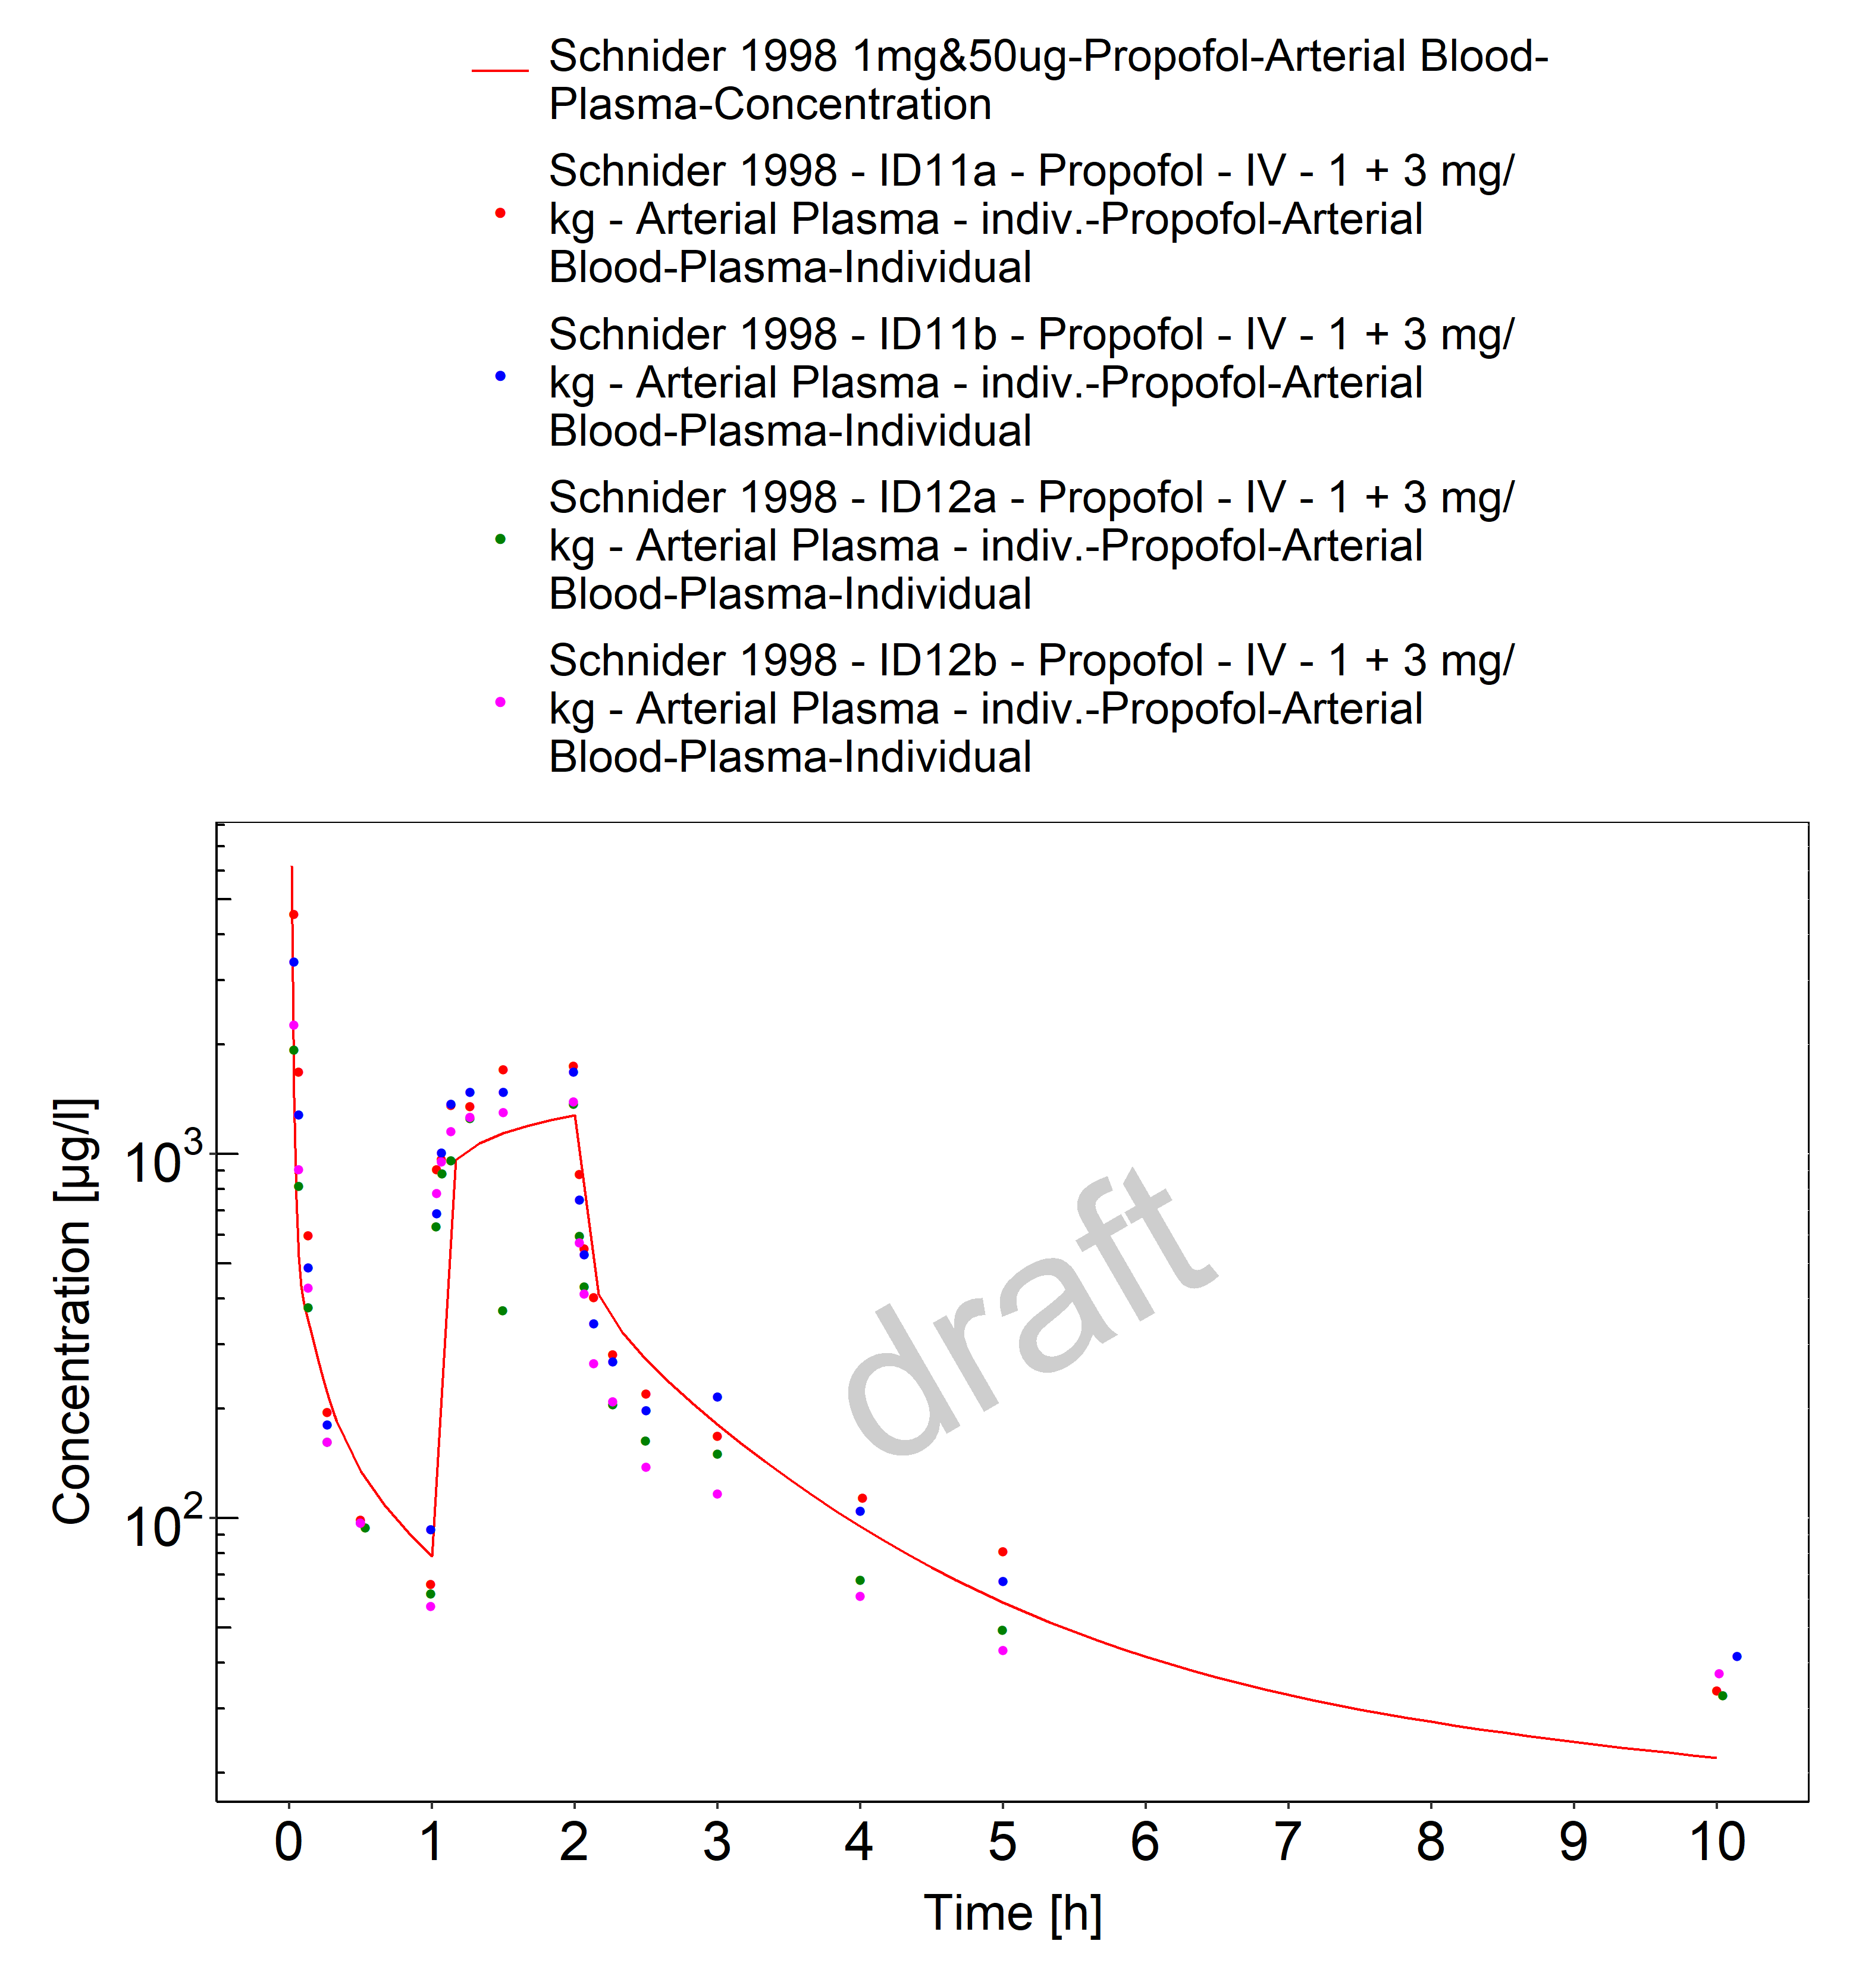 Schnider 1998 1mg&50ug-Propofol-Arterial Blood-
Plasma-Concentration
Schnider 1998 - ID11a - Propofol - IV - 1 + 3 mg/
kg - Arterial Plasma - indiv.-Propofol-Arterial
Blood-Plasma-Individual
Schnider 1998 - ID11b - Propofol - IV - 1 + 3 mg/
kg - Arterial Plasma - indiv.-Propofol-Arterial
Blood-Plasma-Individual
Schnider 1998 - ID12a - Propofol - IV - 1 + 3 mg/
kg - Arterial Plasma - indiv.-Propofol-Arterial
Blood-Plasma-Individual
Schnider 1998 - ID12b - Propofol - IV - 1 + 3 mg/
kg - Arterial Plasma - indiv.-Propofol-Arterial
Blood-Plasma-Individual
Concentration [µg/l]
10³
10²
draft
0 1 2 3 4 5 6 7 8 9 10
Time [h]